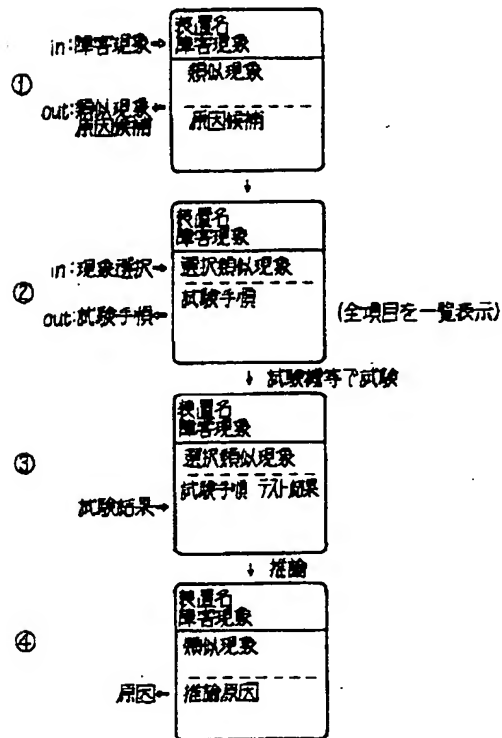 装置名
障害現象
in:障害現象→
類似現象
①
out:類似現象←
原因候補
原因候補
↓
装置名
障害現象
in:現象選択→
選択類似現象
②
試験手順
out:試験手順←
(全項目を一覧表示)
↓ 試験機等で試験
装置名
障害現象
③
選択類似現象
試験手順 テスト結果
試験結果→
↓ 推論
装置名
障害現象
④
類似現象
原因←
推論原因